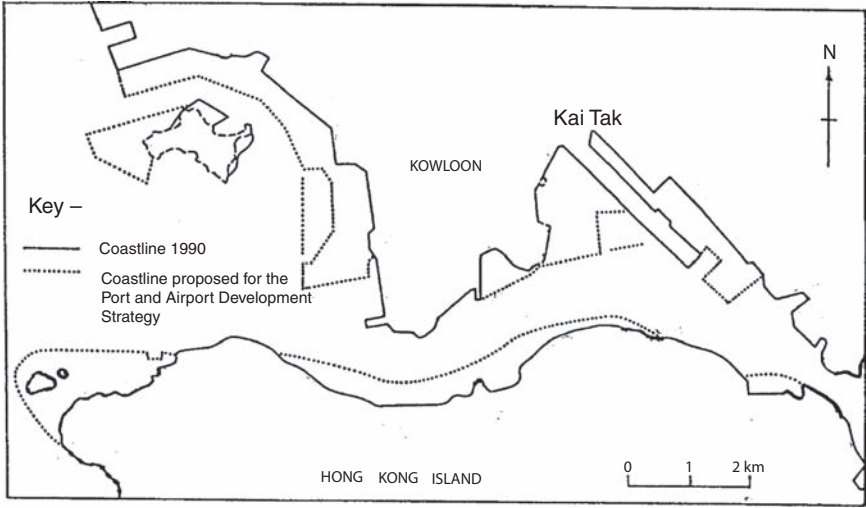 N
Kai Tak
KOWLOON
Key –
Coastline 1990
Coastline proposed for the
Port and Airport Development
Strategy
0 1 2 km
HONG KONG ISLAND